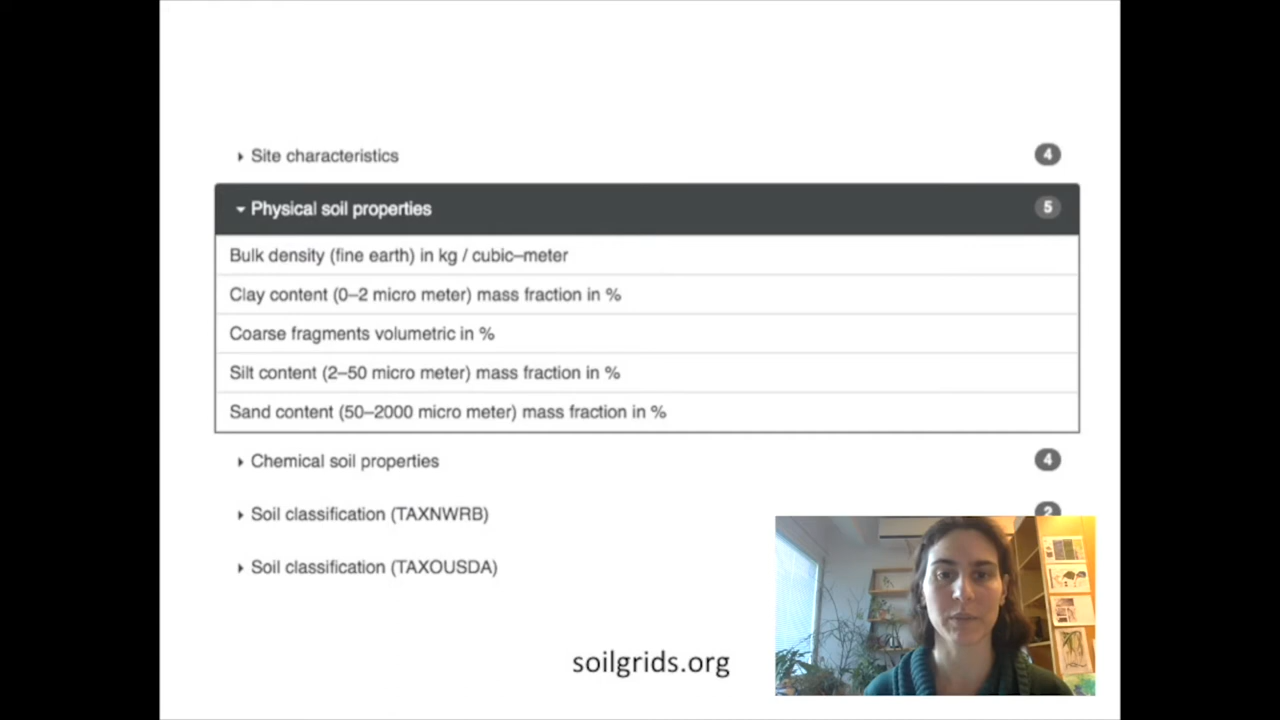 Site characteristics 4
Physical soil properties 5
Bulk density (fine earth) in kg / cubic–meter
Clay content (0–2 micro meter) mass fraction in %
Coarse fragments volumetric in %
Silt content (2–50 micro meter) mass fraction in %
Sand content (50–2000 micro meter) mass fraction in %
Chemical soil properties 4
Soil classification (TAXNWRB) 2
Soil classification (TAXOUSDA)
soilgrids.org